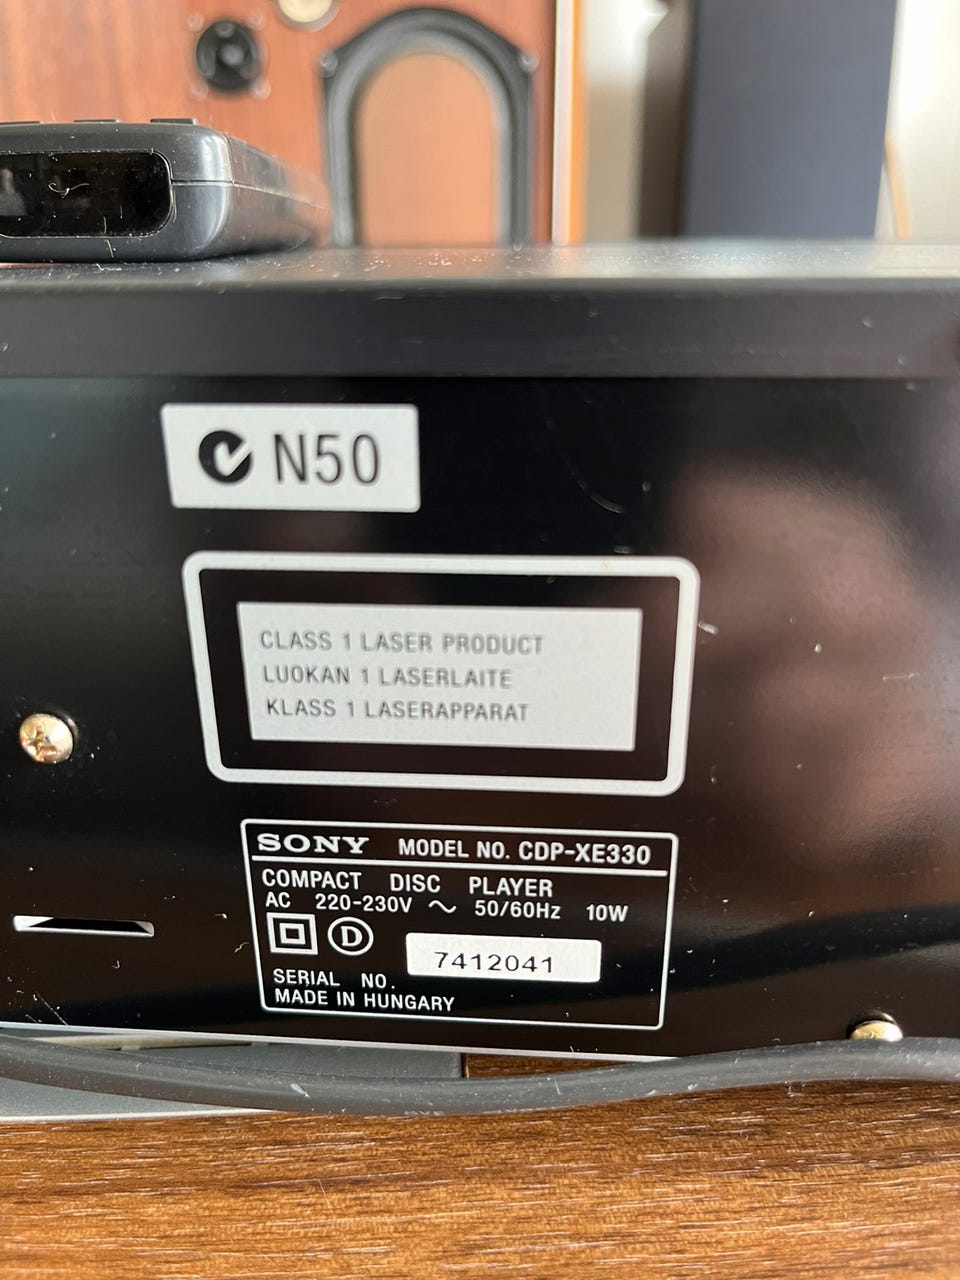 N50
CLASS 1 LASER PRODUCT
LUOKAN 1 LASERLAITE
KLASS 1 LASERAPPARAT
SONY MODEL NO. CDP-XE330
COMPACT DISC PLAYER
AC 220-230V ~ 50/60Hz 10W
D
7412041
SERIAL NO.
MADE IN HUNGARY